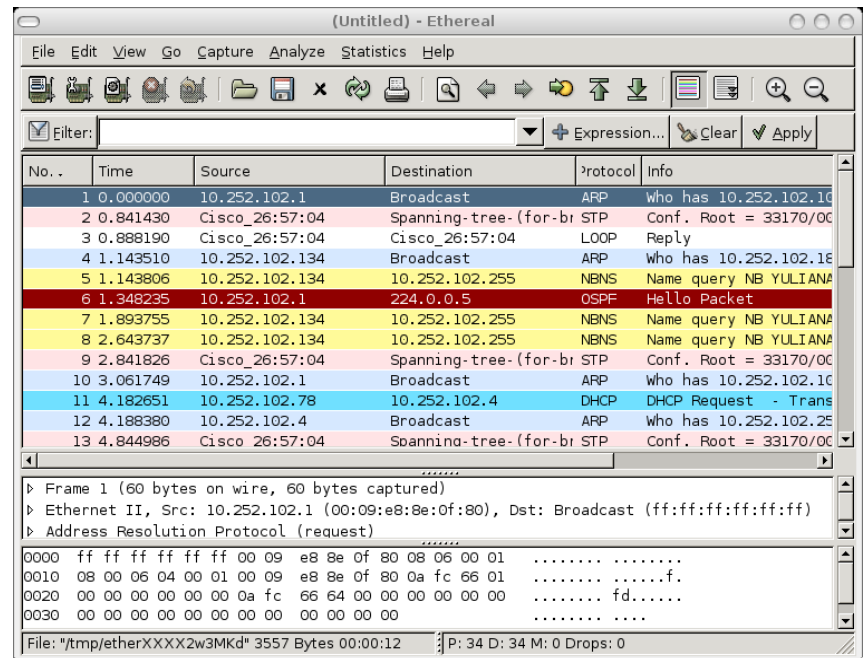 (Untitled) - Ethereal
File Edit View Go Capture Analyze Statistics Help
Filter: Expression... Clear Apply
No. . Time Source Destination Protocol Info
1 0.000000 10.252.102.1 Broadcast ARP Who has 10.252.102.10
2 0.841430 Cisco_26:57:04 Spanning-tree-(for-br STP Conf. Root = 33170/00
3 0.888190 Cisco_26:57:04 Cisco_26:57:04 LOOP Reply
4 1.143510 10.252.102.134 Broadcast ARP Who has 10.252.102.18
5 1.143806 10.252.102.134 10.252.102.255 NBNS Name query NB YULIANA
6 1.348235 10.252.102.1 224.0.0.5 OSPF Hello Packet
7 1.893755 10.252.102.134 10.252.102.255 NBNS Name query NB YULIANA
8 2.643737 10.252.102.134 10.252.102.255 NBNS Name query NB YULIANA
9 2.841826 Cisco_26:57:04 Spanning-tree-(for-br STP Conf. Root = 33170/00
10 3.061749 10.252.102.1 Broadcast ARP Who has 10.252.102.10
11 4.182651 10.252.102.78 10.252.102.4 DHCP DHCP Request - Trans
12 4.188380 10.252.102.4 Broadcast ARP Who has 10.252.102.25
13 4.844986 Cisco_26:57:04 Spanning-tree-(for-br STP Conf. Root = 33170/00
Frame 1 (60 bytes on wire, 60 bytes captured)
Ethernet II, Src: 10.252.102.1 (00:09:e8:8e:0f:80), Dst: Broadcast (ff:ff:ff:ff:ff:ff)
Address Resolution Protocol (request)
0000 ff ff ff ff ff ff 00 09 e8 8e 0f 80 08 06 00 01 ........ ........
0010 08 00 06 04 00 01 00 09 e8 8e 0f 80 0a fc 66 01 ........ ......f.
0020 00 00 00 00 00 00 0a fc 66 64 00 00 00 00 00 00 ........ fd......
0030 00 00 00 00 00 00 00 00 00 00 00 00 ........ ....
File: "/tmp/etherXXXX2w3MKd" 3557 Bytes 00:00:12 P: 34 D: 34 M: 0 Drops: 0